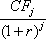 CF_j
(1 + r)^j